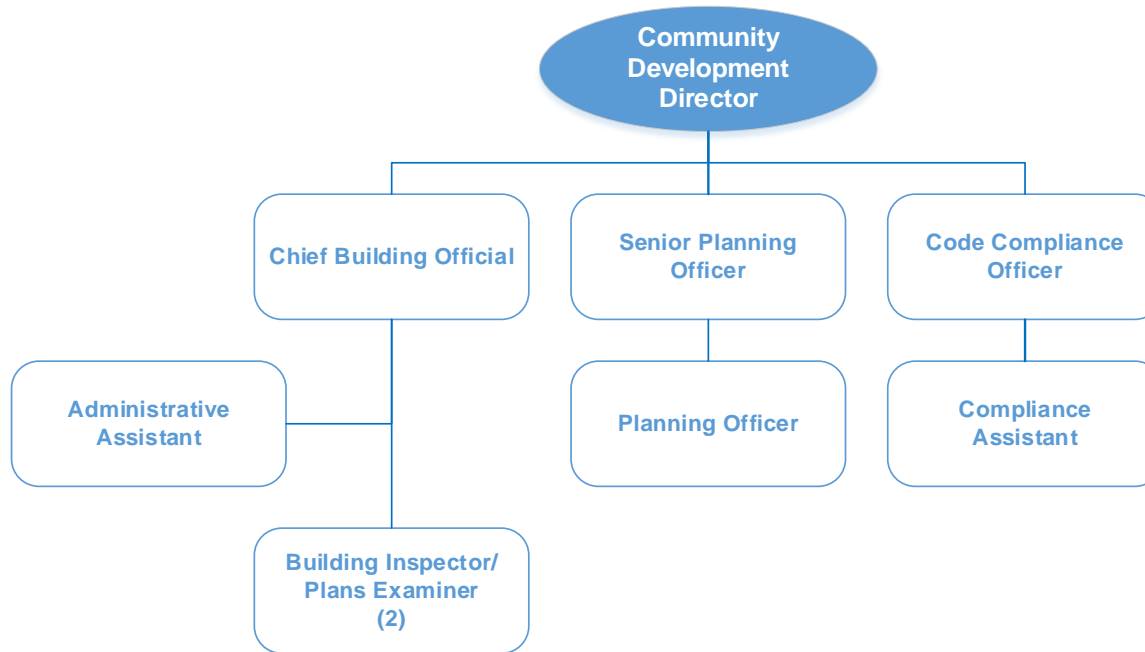 Community
Development
Director
Chief Building Official
Senior Planning
Officer
Code Compliance
Officer
Administrative
Assistant
Planning Officer
Compliance
Assistant
Building Inspector/
Plans Examiner
(2)